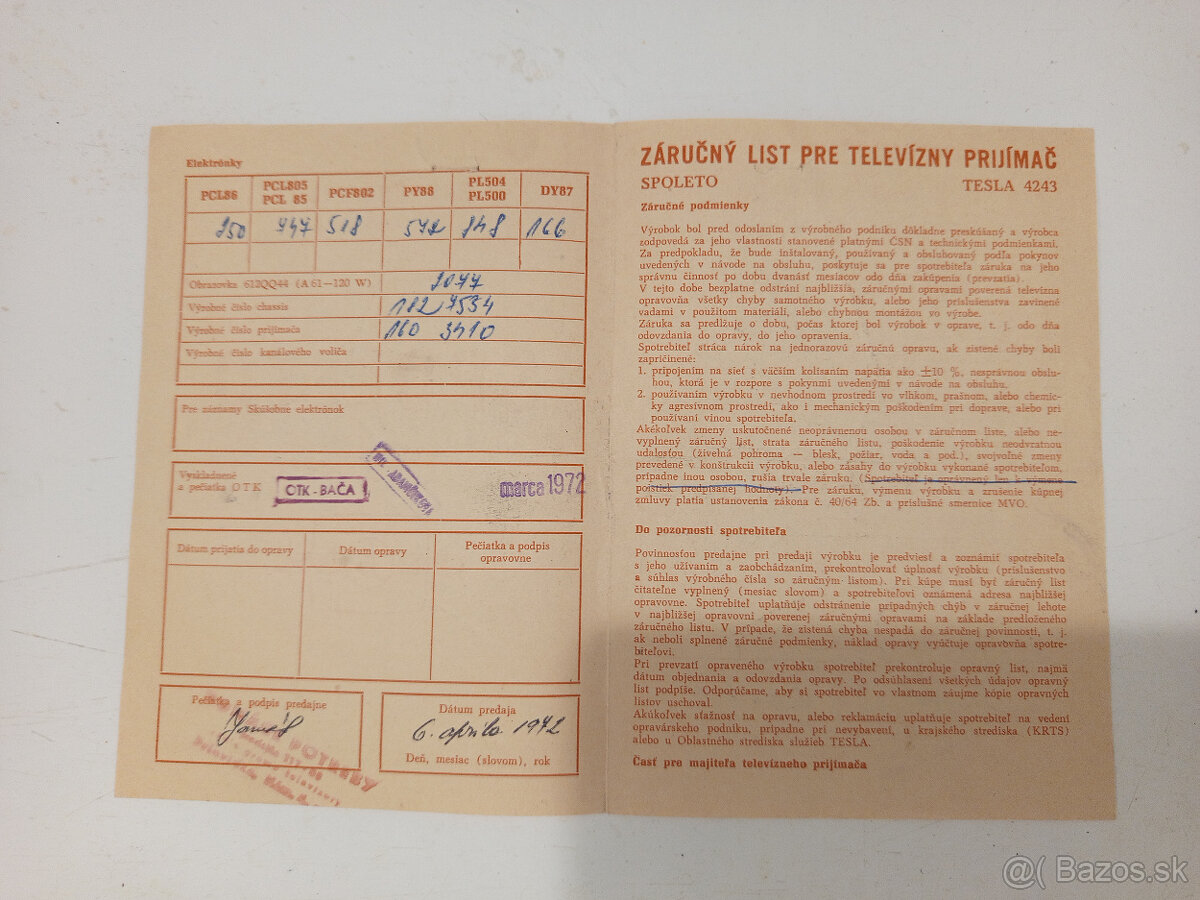 Elektrónky
PCL86 PCL805 PCL 85 PCF802 PY88 PL504 PL500 DY87
850 747 518 572 848 166
Obrazovka 612QQ44 (A 61—120 W) 2077
Výrobné číslo chassis 182 7534
Výrobné číslo prijímača 160 3410
Výrobné číslo kanálového voliča
Pre záznamy Skúšobne elektrónok
Vyskladnené
a pečiatka OTK OTK - BAČA marca 1972
Dátum prijatia do opravy Dátum opravy Pečiatka a podpis opravovne
Pečiatka a podpis predajne
POTREBY
Dátum predaja
6. apríla 1972
Deň, mesiac (slovom), rok
ZÁRUČNÝ LIST PRE TELEVÍZNY PRIJÍMAČ
SPOLETO TESLA 4243
Záručné podmienky
Výrobok bol pred odoslaním z výrobného podniku dôkladne preskúšaný a výrobca
zodpovedá za jeho vlastnosti stanovené platnými ČSN a technickými podmienkami.
Za predpokladu, že bude inštalovaný, používaný a obsluhovaný podľa pokynov
uvedených v návode na obsluhu, poskytuje sa pre spotrebiteľa záruka na jeho
správnu činnosť po dobu dvanásť mesiacov odo dňa zakúpenia (prevzatia).
V tejto dobe bezplatne odstráni najbližšia, záručnými opravami poverená televízna
opravovňa všetky chyby samotného výrobku, alebo jeho príslušenstva zavinené
vadami v použitom materiáli, alebo chybnou montážou vo výrobe.
Záruka sa predlžuje o dobu, počas ktorej bol výrobok v oprave, t. j. odo dňa
odovzdania do opravy, do jeho opravenia.
Spotrebiteľ stráca nárok na jednorazovú záručnú opravu, ak zistené chyby boli
zapríčinené:
1. pripojením na sieť s väčším kolísaním napätia ako ±10 %, nesprávnou obslu-
hou, ktorá je v rozpore s pokynmi uvedenými v návode na obsluhu.
2. používaním výrobku v nevhodnom prostredí vo vlhkom, prašnom, alebo chemic-
ky agresívnom prostredí, ako i mechanickým poškodením pri doprave, alebo pri
používaní vinou spotrebiteľa.
Akékoľvek zmeny uskutočnené neoprávnenou osobou v záručnom liste, alebo ne-
vyplnený záručný list, strata záručného listu, poškodenie výrobku neodvratnou
udalosťou (živelná pohroma — blesk, požiar, voda a pod.), svojvoľné zmeny
prevedené v konštrukcii výrobku, alebo zásahy do výrobku vykonané spotrebiteľom,
prípadne inou osobou, rušia trvale záruku. (Spotrebiteľ je oprávnený len k výmene
poistiek predpísanej hodnoty). Pre záruku, výmenu výrobku a zrušenie kúpnej
zmluvy platia ustanovenia zákona č. 40/64 Zb. a príslušné smernice MVO.
Do pozornosti spotrebiteľa
Povinnosťou predajne pri predaji výrobku je predviesť a zoznámiť spotrebiteľa
s jeho užívaním a zaobchádzaním, prekontrolovať úplnosť výrobku (príslušenstvo
a súhlas výrobného čísla so záručným listom). Pri kúpe musí byť záručný list
čitateľne vyplnený (mesiac slovom) a spotrebiteľovi oznámená adresa najbližšej
opravovne. Spotrebiteľ uplatňuje odstránenie prípadných chýb v záručnej lehote
v najbližšej opravovni poverenej záručnými opravami na základe predloženého
záručného listu. V prípade, že zistená chyba nespadá do záručnej povinnosti, t. j.
ak neboli splnené záručné podmienky, náklad opravy vyúčtuje opravovňa spotre-
biteľovi.
Pri prevzatí opraveného výrobku spotrebiteľ prekontroluje opravný list, najmä
dátum objednania a odovzdania opravy. Po odsúhlasení všetkých údajov opravný
list podpíše. Odporúčame, aby si spotrebiteľ vo vlastnom záujme kópie opravných
listov uschoval.
Akúkoľvek sťažnosť na opravu, alebo reklamáciu uplatňuje spotrebiteľ na vedení
opravárskeho podniku, prípadne pri nevybavení, u krajského strediska (KRTS)
alebo u Oblastného strediska služieb TESLA.
Časť pre majiteľa televízneho prijímača
@( Bazos.sk